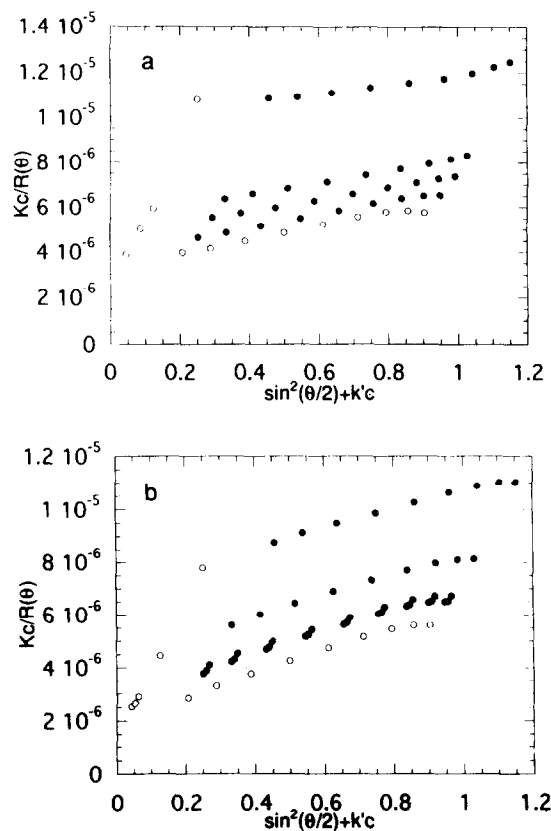 1.4 10⁻⁵
a
1.2 10⁻⁵
1 10⁻⁵
Kc/R(θ)
8 10⁻⁶
6 10⁻⁶
4 10⁻⁶
2 10⁻⁶
0
0 0.2 0.4 0.6 0.8 1 1.2
sin²(θ/2)+k'c
1.2 10⁻⁵
b
1 10⁻⁵
Kc/R(θ)
8 10⁻⁶
6 10⁻⁶
4 10⁻⁶
2 10⁻⁶
0
0 0.2 0.4 0.6 0.8 1 1.2
sin²(θ/2)+k'c